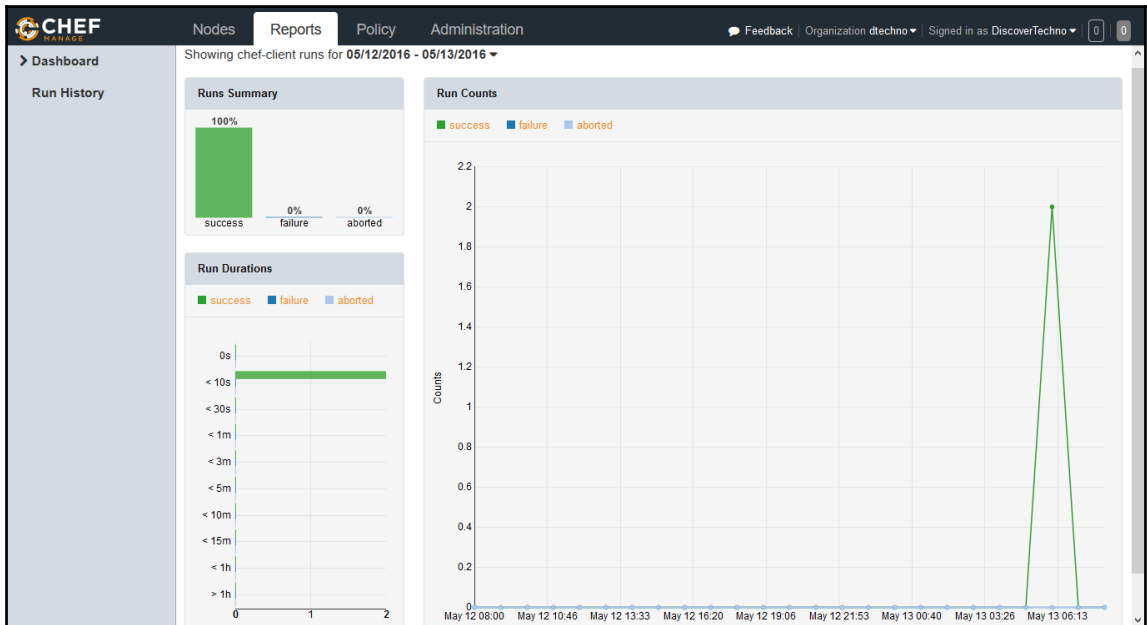 CHEF
MANAGE
Nodes Reports Policy Administration
Feedback Organization dtechno Signed in as DiscoverTechno 0 0
Dashboard
Run History
Showing chef-client runs for 05/12/2016 - 05/13/2016
Runs Summary
100%
0% 0%
success failure aborted
Run Durations
success failure aborted
0s
< 10s
< 30s
< 1m
< 3m
< 5m
< 10m
< 15m
< 1h
> 1h
0 1 2
Run Counts
success failure aborted
2.2
2
1.8
1.6
1.4
1.2
1
0.8
0.6
0.4
0.2
0
Counts
May 12 08:00 May 12 10:46 May 12 13:33 May 12 16:20 May 12 19:06 May 12 21:53 May 13 00:40 May 13 03:26 May 13 06:13